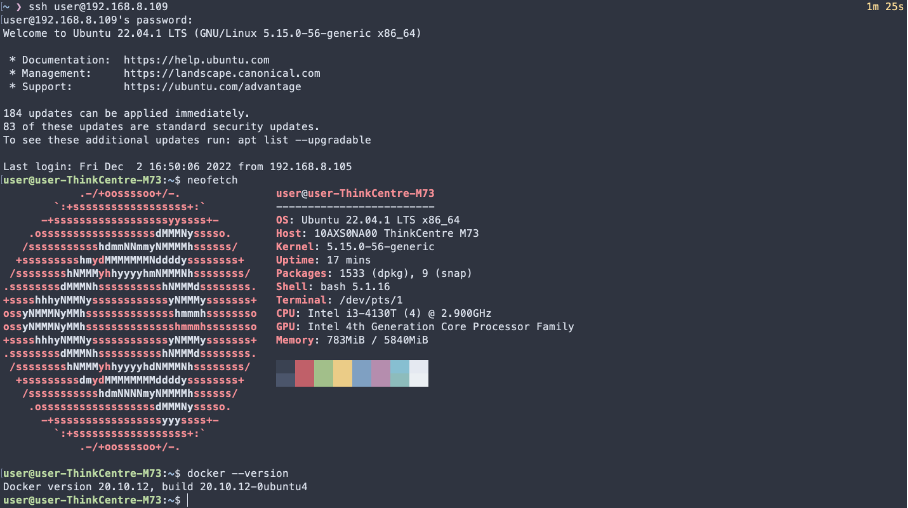 ~ ❯ ssh user@192.168.8.109 1m 25s
user@192.168.8.109's password:
Welcome to Ubuntu 22.04.1 LTS (GNU/Linux 5.15.0-56-generic x86_64)
* Documentation:  https://help.ubuntu.com
* Management:     https://landscape.canonical.com
* Support:        https://ubuntu.com/advantage
184 updates can be applied immediately.
83 of these updates are standard security updates.
To see these additional updates run: apt list --upgradable
Last login: Fri Dec  2 16:50:06 2022 from 192.168.8.105
user@user-ThinkCentre-M73:~$ neofetch
.-/+oossssoo+/-.               user@user-ThinkCentre-M73
`:+ssssssssssssssssss+:`           -------------------------
-+ssssssssssssssssssyyssss+-         OS: Ubuntu 22.04.1 LTS x86_64
.ossssssssssssssssssdMMMNysssso.       Host: 10AXS0NA00 ThinkCentre M73
/ssssssssssshdmmNNmmyNMMMMhssssss/      Kernel: 5.15.0-56-generic
+ssssssssshmydMMMMMMMNddddyssssssss+     Uptime: 17 mins
/sssssssshNMMMyhhyyyyhmNMMMNhssssssss/    Packages: 1533 (dpkg), 9 (snap)
.ssssssssdMMMNhsssssssssshNMMMdssssssss.   Shell: bash 5.1.16
+sssshhhyNMMNyssssssssssssyNMMMysssssss+   Terminal: /dev/pts/1
ossyNMMMNyMMhsssssssssssssshmmmhssssssso   CPU: Intel i3-4130T (4) @ 2.900GHz
ossyNMMMNyMMhsssssssssssssshmmmhssssssso   GPU: Intel 4th Generation Core Processor Family
+sssshhhyNMMNyssssssssssssyNMMMysssssss+   Memory: 783MiB / 5840MiB
.ssssssssdMMMNhsssssssssshNMMMdssssssss.
/sssssssshNMMMyhhyyyyhdNMMMNhssssssss/
+sssssssssdmydMMMMMMMMddddyssssssss+
/ssssssssssshdmNNNNmyNMMMMhssssss/
.ossssssssssssssssssdMMMNysssso.
-+sssssssssssssssssyyyssss+-
`:+ssssssssssssssssss+:`
.-/+oossssoo+/-.
user@user-ThinkCentre-M73:~$ docker --version
Docker version 20.10.12, build 20.10.12-0ubuntu4
user@user-ThinkCentre-M73:~$